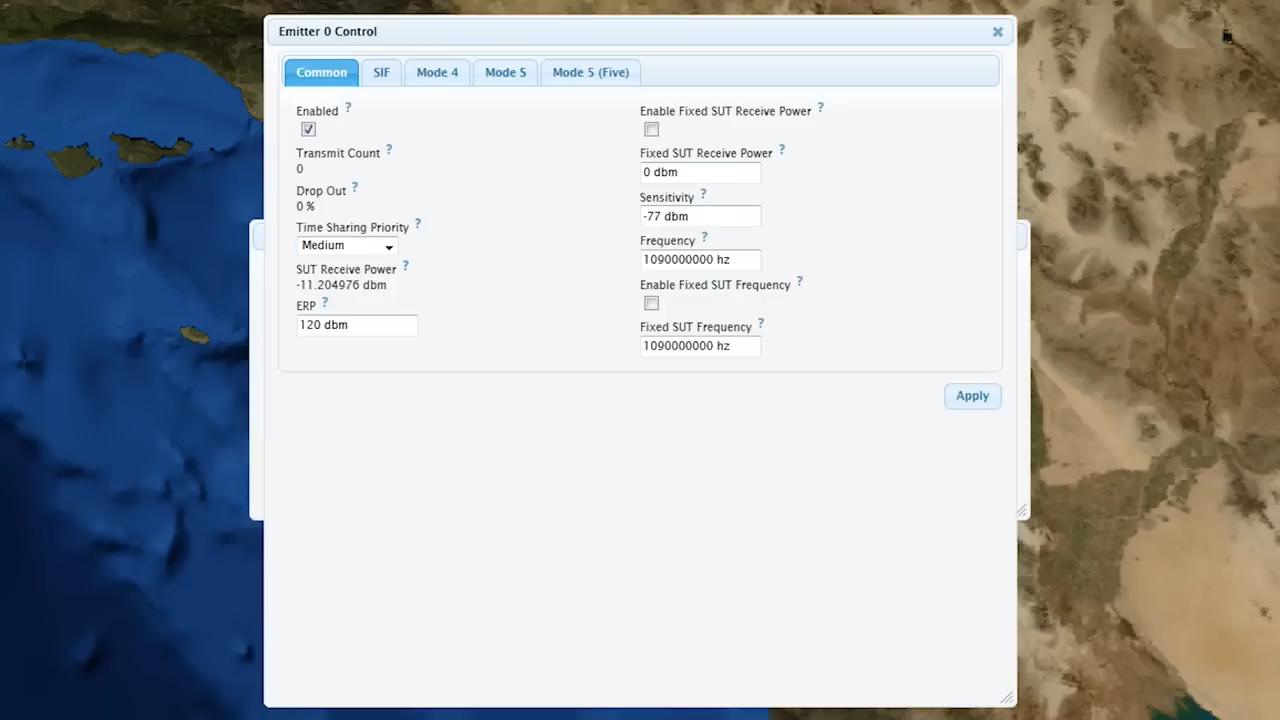 Emitter 0 Control
Common SIF Mode 4 Mode S Mode 5 (Five)
Enabled ?
Transmit Count ?
0
Drop Out ?
0 %
Time Sharing Priority ?
Medium
SUT Receive Power ?
-11.204976 dbm
ERP ?
120 dbm
Enable Fixed SUT Receive Power ?
Fixed SUT Receive Power ?
0 dbm
Sensitivity ?
-77 dbm
Frequency ?
1090000000 hz
Enable Fixed SUT Frequency ?
Fixed SUT Frequency ?
1090000000 hz
Apply